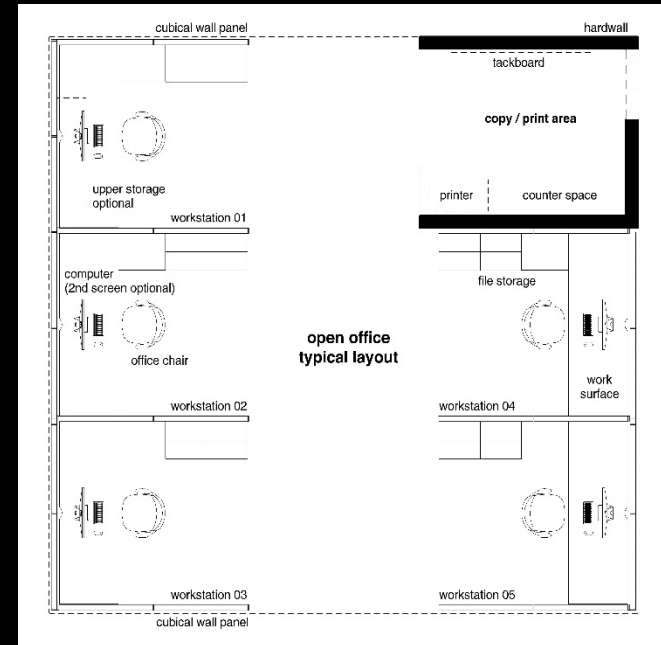 cubical wall panel
hardwall
tackboard
copy / print area
upper storage
optional
printer
counter space
workstation 01
computer
(2nd screen optional)
file storage
open office
typical layout
office chair
work
surface
workstation 02
workstation 04
workstation 03
workstation 05
cubical wall panel